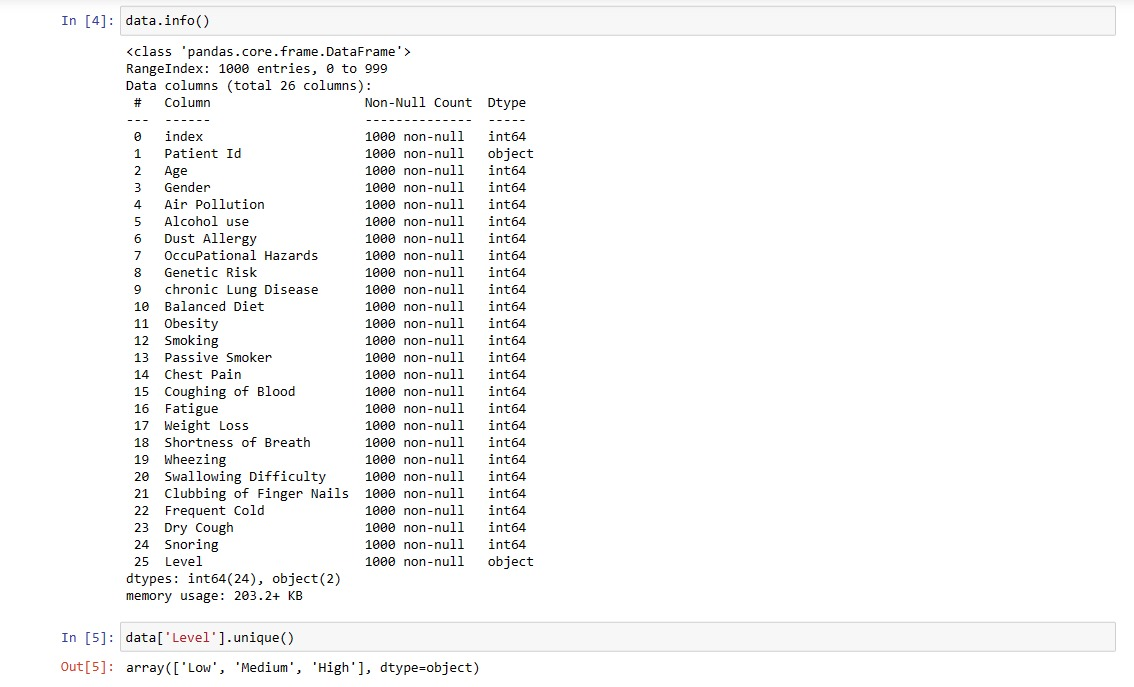 In [4]: data.info()
<class 'pandas.core.frame.DataFrame'>
RangeIndex: 1000 entries, 0 to 999
Data columns (total 26 columns):
 #   Column                    Non-Null Count  Dtype
---  ------                    --------------  -----
 0   index                     1000 non-null   int64
 1   Patient Id                1000 non-null   object
 2   Age                       1000 non-null   int64
 3   Gender                    1000 non-null   int64
 4   Air Pollution             1000 non-null   int64
 5   Alcohol use               1000 non-null   int64
 6   Dust Allergy              1000 non-null   int64
 7   OccuPational Hazards      1000 non-null   int64
 8   Genetic Risk              1000 non-null   int64
 9   chronic Lung Disease      1000 non-null   int64
 10  Balanced Diet             1000 non-null   int64
 11  Obesity                   1000 non-null   int64
 12  Smoking                   1000 non-null   int64
 13  Passive Smoker            1000 non-null   int64
 14  Chest Pain                1000 non-null   int64
 15  Coughing of Blood         1000 non-null   int64
 16  Fatigue                   1000 non-null   int64
 17  Weight Loss               1000 non-null   int64
 18  Shortness of Breath       1000 non-null   int64
 19  Wheezing                  1000 non-null   int64
 20  Swallowing Difficulty     1000 non-null   int64
 21  Clubbing of Finger Nails  1000 non-null   int64
 22  Frequent Cold             1000 non-null   int64
 23  Dry Cough                 1000 non-null   int64
 24  Snoring                   1000 non-null   int64
 25  Level                     1000 non-null   object
dtypes: int64(24), object(2)
memory usage: 203.2+ KB
In [5]: data['Level'].unique()
Out[5]: array(['Low', 'Medium', 'High'], dtype=object)